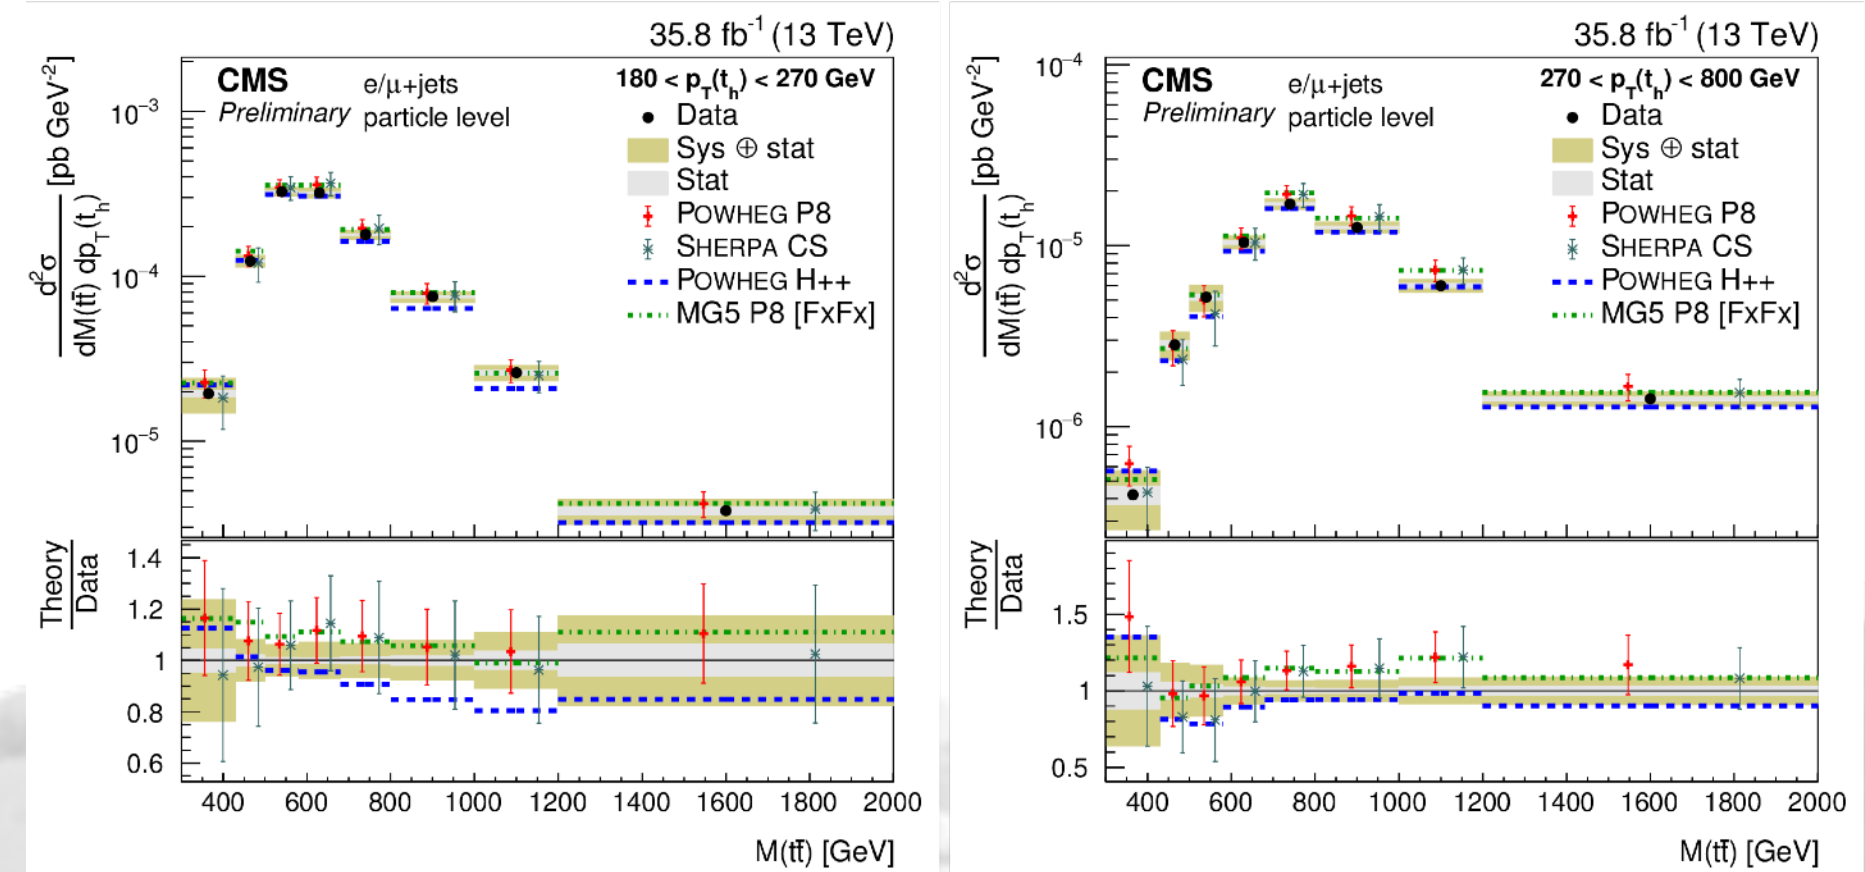 35.8 fb⁻¹ (13 TeV)
CMS
Preliminary
e/μ+jets
particle level
180 < p_T(t_h) < 270 GeV
Data
Sys ⊕ stat
Stat
POWHEG P8
SHERPA CS
POWHEG H++
MG5 P8 [FxFx]
d²σ
dM(tt̄) dp_T(t_h)
[pb GeV⁻²]
10⁻³
10⁻⁴
10⁻⁵
Theory
Data
1.4
1.2
1
0.8
0.6
400 600 800 1000 1200 1400 1600 1800 2000
M(tt̄) [GeV]
35.8 fb⁻¹ (13 TeV)
CMS
Preliminary
e/μ+jets
particle level
270 < p_T(t_h) < 800 GeV
Data
Sys ⊕ stat
Stat
POWHEG P8
SHERPA CS
POWHEG H++
MG5 P8 [FxFx]
d²σ
dM(tt̄) dp_T(t_h)
[pb GeV⁻²]
10⁻⁴
10⁻⁵
10⁻⁶
Theory
Data
1.5
1
0.5
400 600 800 1000 1200 1400 1600 1800 2000
M(tt̄) [GeV]